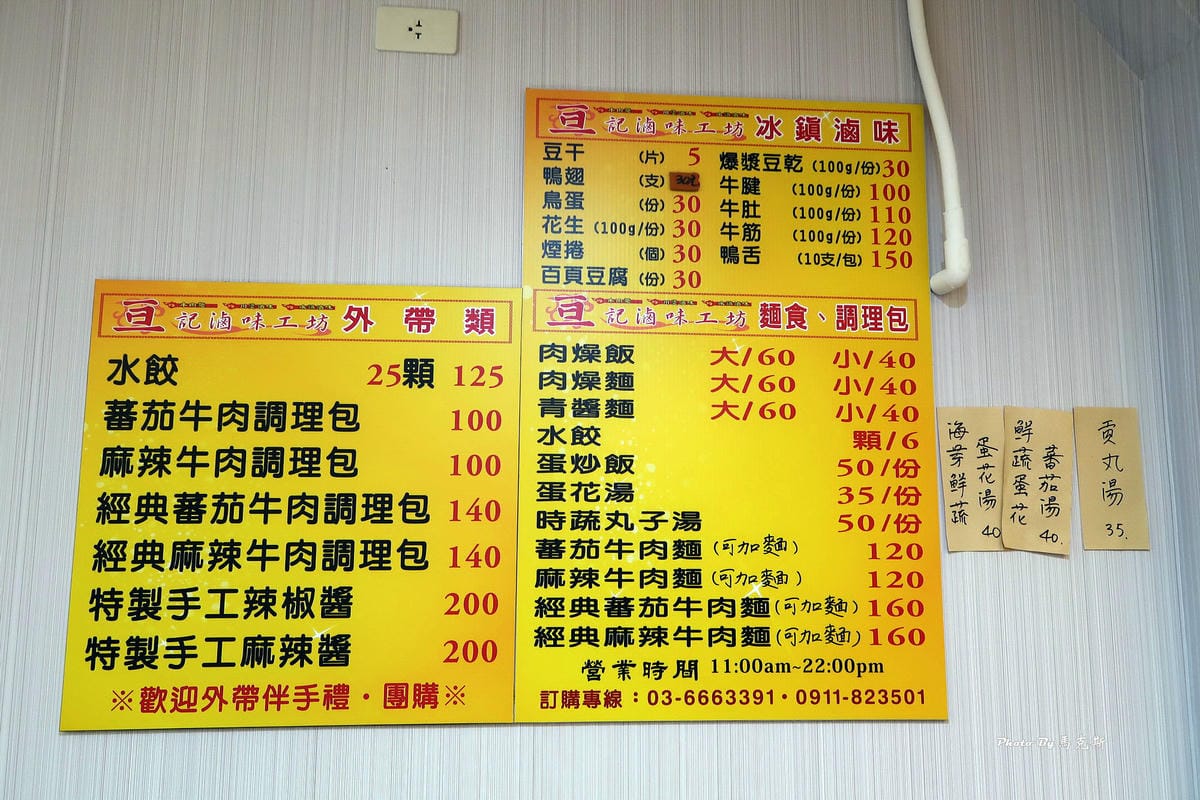 亘記滷味工坊 冰鎮滷味
豆干 (片) 5
鴨翅 (支) 30元
鳥蛋 (份) 30
花生 (100g/份) 30
煙捲 (個) 30
百頁豆腐 (份) 30
爆漿豆乾 (100g/份) 30
牛腱 (100g/份) 100
牛肚 (100g/份) 110
牛筋 (100g/份) 120
鴨舌 (10支/包) 150
亘記滷味工坊 外帶類
水餃 25顆 125
蕃茄牛肉調理包 100
麻辣牛肉調理包 100
經典蕃茄牛肉調理包 140
經典麻辣牛肉調理包 140
特製手工辣椒醬 200
特製手工麻辣醬 200
※歡迎外帶伴手禮・團購※
亘記滷味工坊 麵食、調理包
肉燥飯 大/60 小/40
肉燥麵 大/60 小/40
青醬麵 大/60 小/40
水餃 顆/6
蛋炒飯 50/份
蛋花湯 35/份
時蔬丸子湯 50/份
蕃茄牛肉麵(可加麵) 120
麻辣牛肉麵(可加麵) 120
經典蕃茄牛肉麵(可加麵) 160
經典麻辣牛肉麵(可加麵) 160
營業時間 11:00am~22:00pm
訂購專線：03-6663391・0911-823501
海芽鮮蔬
蛋花湯 40
鮮蔬蛋花
蕃茄湯 40.
貢丸湯 35.
Photo By 馬克斯